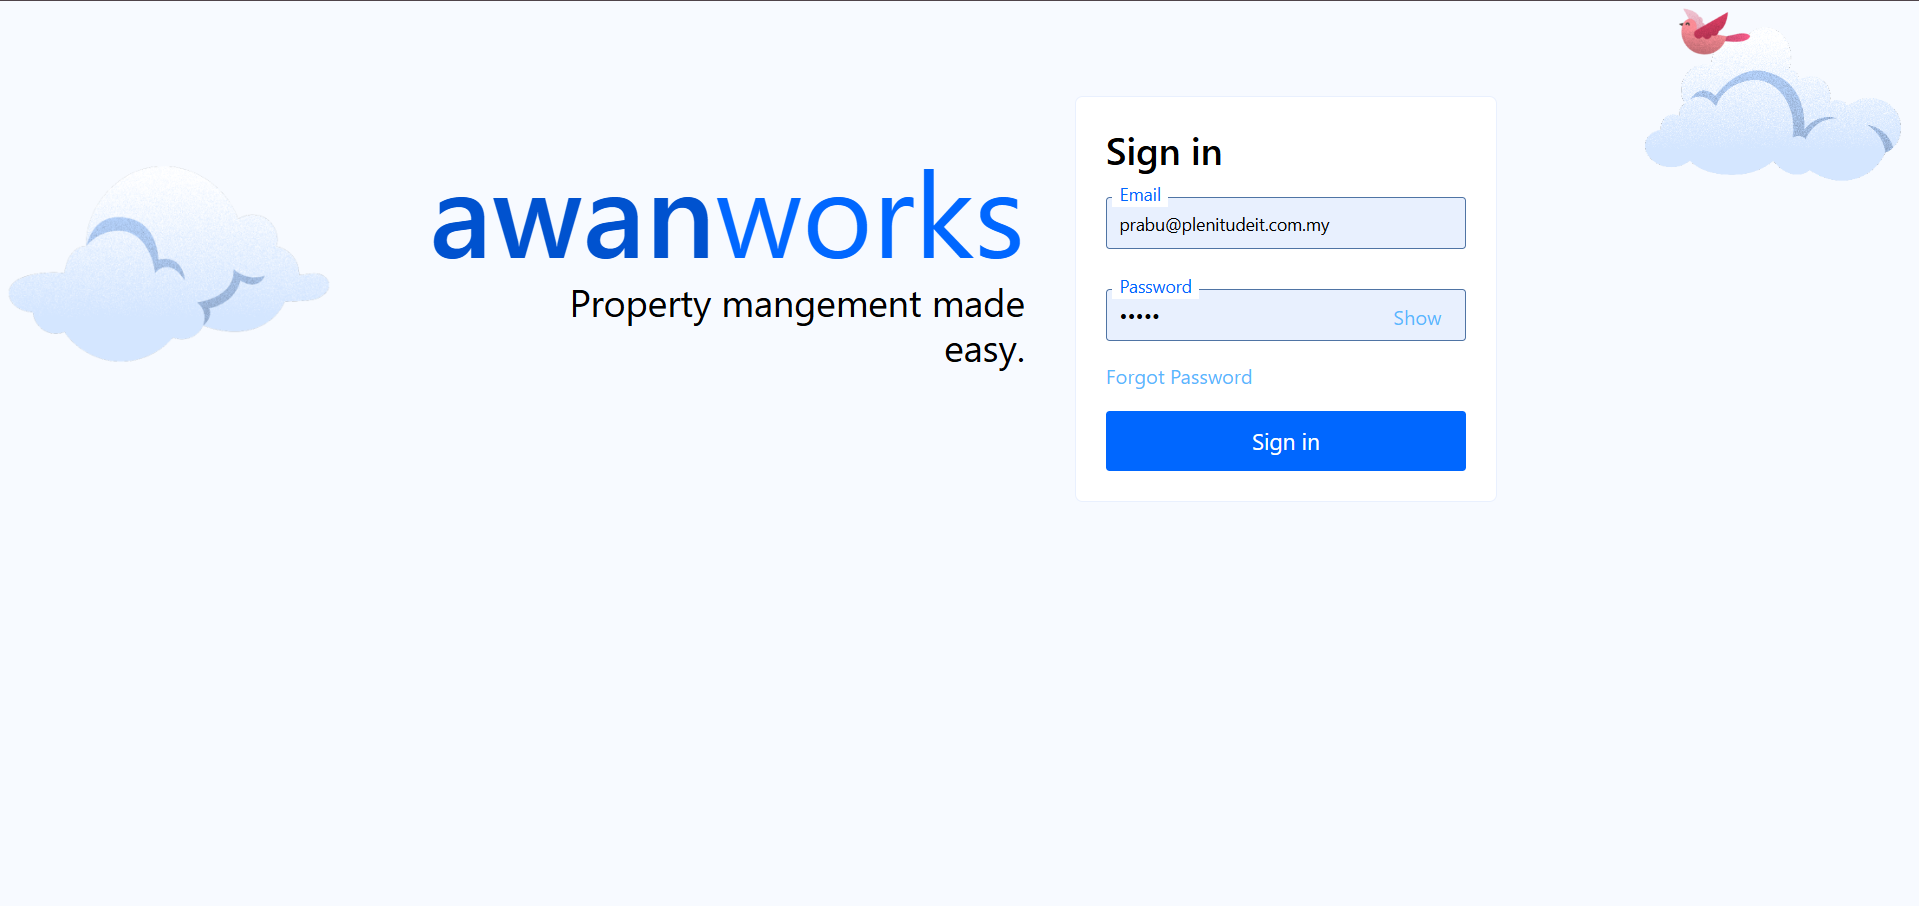 awanworks
Property mangement made
easy.
Sign in
Email
prabu@plenitudeit.com.my
Password
•••••
Show
Forgot Password
Sign in